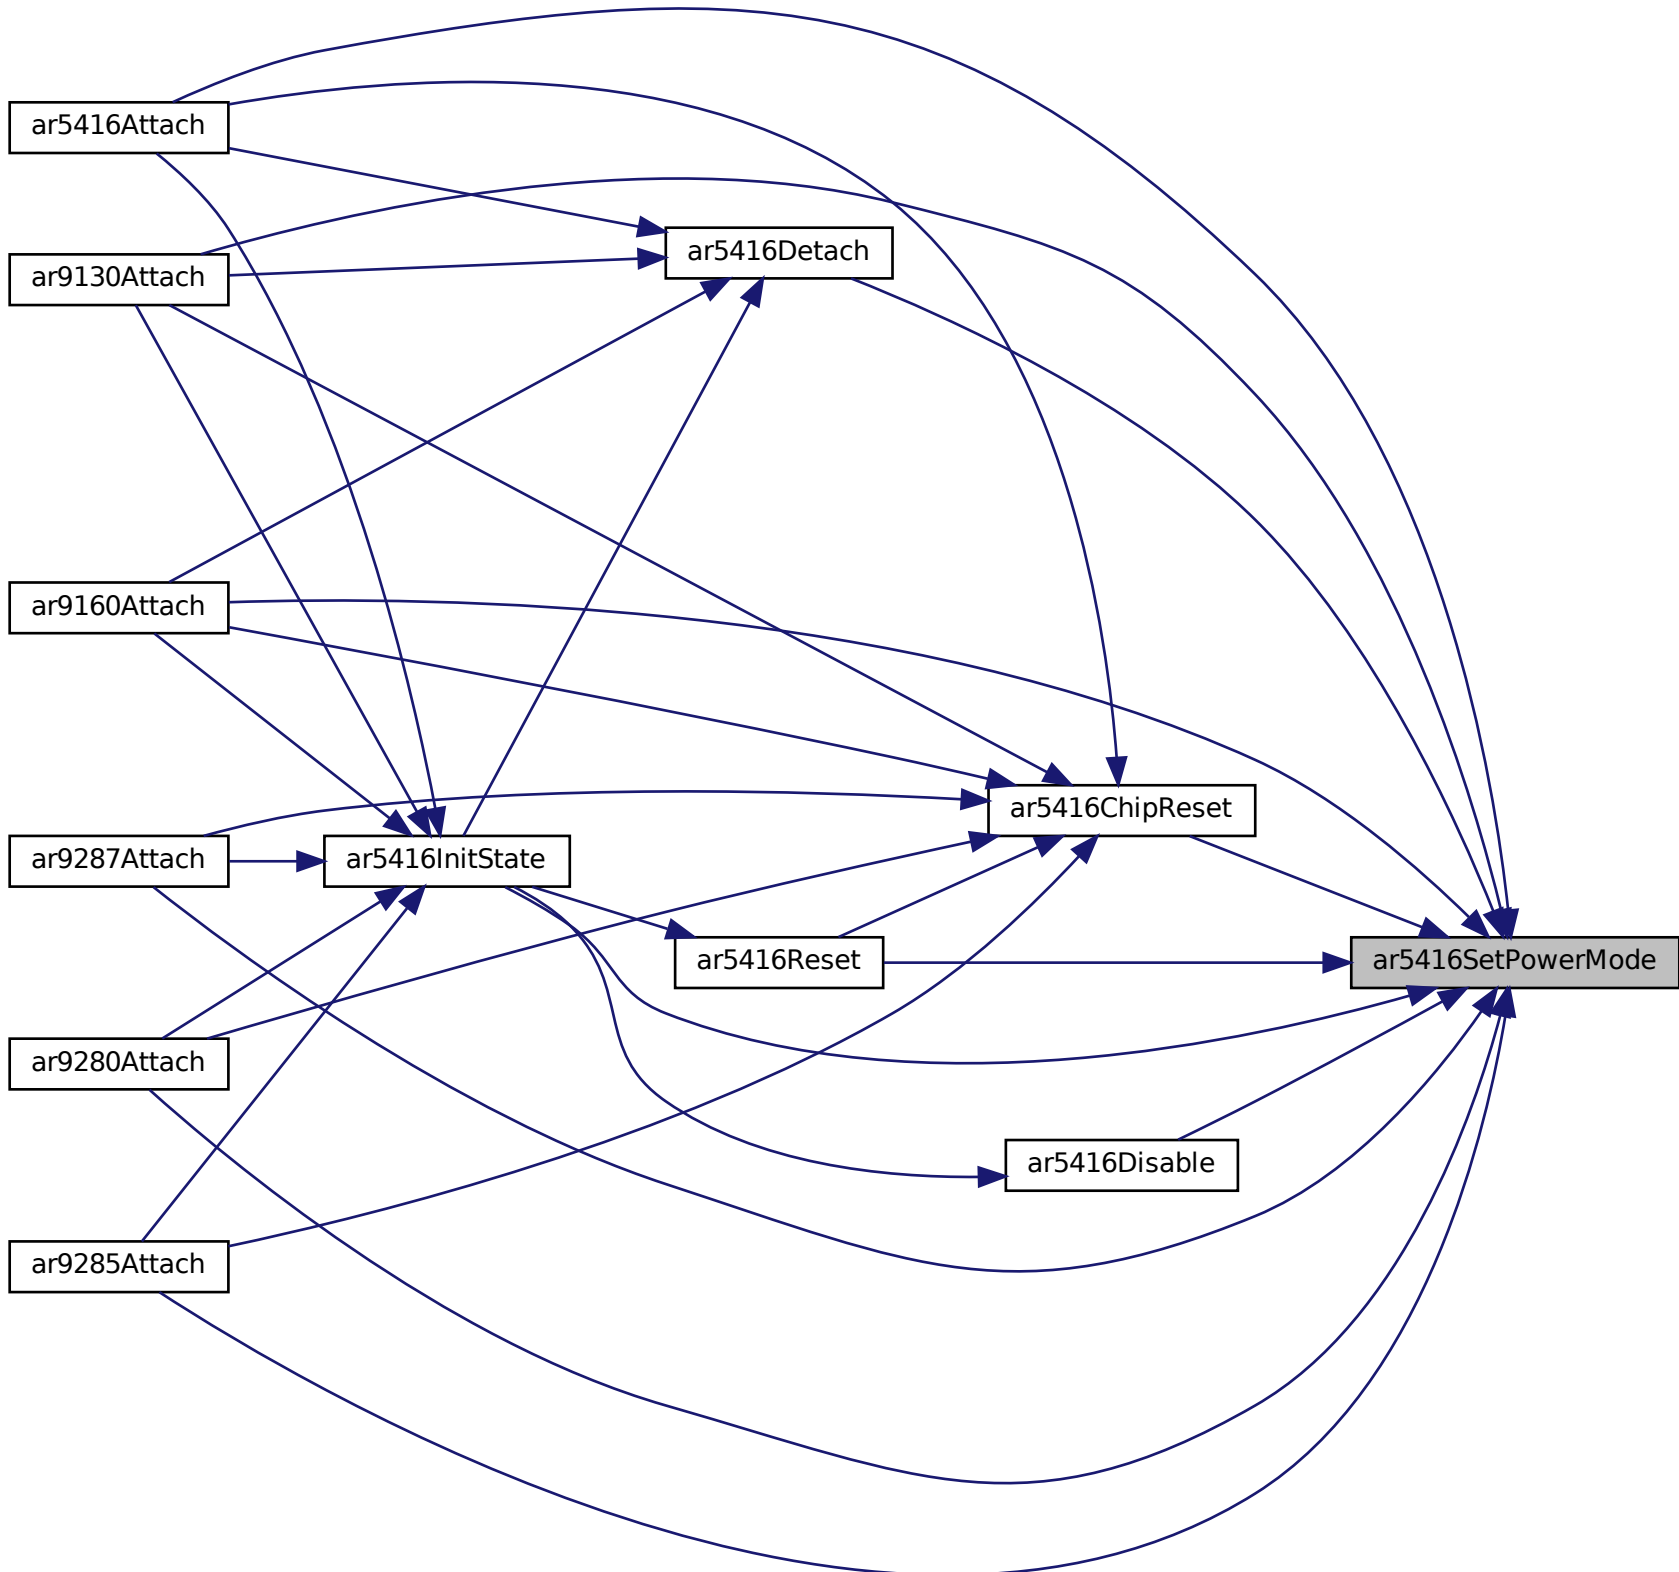 ar5416Attach
ar5416Detach
ar9130Attach
ar9160Attach
ar5416ChipReset
ar9287Attach
ar5416InitState
ar5416Reset
ar5416SetPowerMode
ar9280Attach
ar5416Disable
ar9285Attach